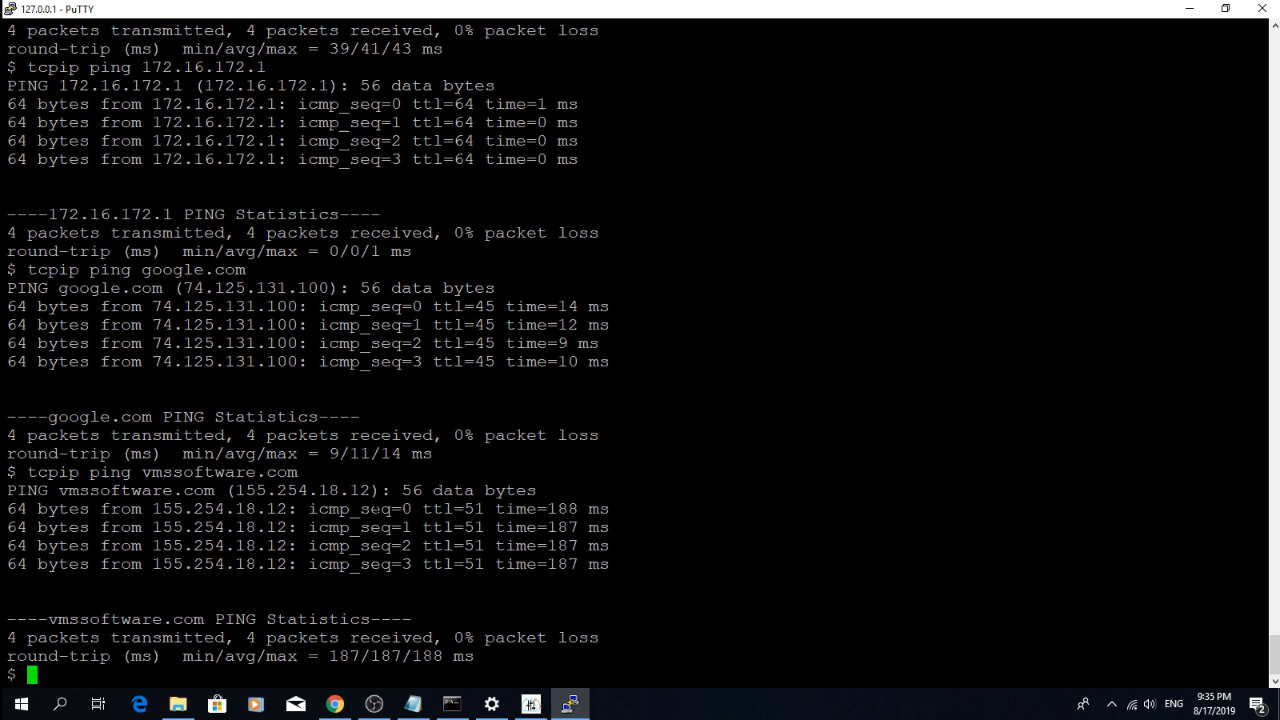 127.0.0.1 - PuTTY
4 packets transmitted, 4 packets received, 0% packet loss
round-trip (ms)  min/avg/max = 39/41/43 ms
$ tcpip ping 172.16.172.1
PING 172.16.172.1 (172.16.172.1): 56 data bytes
64 bytes from 172.16.172.1: icmp_seq=0 ttl=64 time=1 ms
64 bytes from 172.16.172.1: icmp_seq=1 ttl=64 time=0 ms
64 bytes from 172.16.172.1: icmp_seq=2 ttl=64 time=0 ms
64 bytes from 172.16.172.1: icmp_seq=3 ttl=64 time=0 ms
----172.16.172.1 PING Statistics----
4 packets transmitted, 4 packets received, 0% packet loss
round-trip (ms)  min/avg/max = 0/0/1 ms
$ tcpip ping google.com
PING google.com (74.125.131.100): 56 data bytes
64 bytes from 74.125.131.100: icmp_seq=0 ttl=45 time=14 ms
64 bytes from 74.125.131.100: icmp_seq=1 ttl=45 time=12 ms
64 bytes from 74.125.131.100: icmp_seq=2 ttl=45 time=9 ms
64 bytes from 74.125.131.100: icmp_seq=3 ttl=45 time=10 ms
----google.com PING Statistics----
4 packets transmitted, 4 packets received, 0% packet loss
round-trip (ms)  min/avg/max = 9/11/14 ms
$ tcpip ping vmssoftware.com
PING vmssoftware.com (155.254.18.12): 56 data bytes
64 bytes from 155.254.18.12: icmp_seq=0 ttl=51 time=188 ms
64 bytes from 155.254.18.12: icmp_seq=1 ttl=51 time=187 ms
64 bytes from 155.254.18.12: icmp_seq=2 ttl=51 time=187 ms
64 bytes from 155.254.18.12: icmp_seq=3 ttl=51 time=187 ms
----vmssoftware.com PING Statistics----
4 packets transmitted, 4 packets received, 0% packet loss
round-trip (ms)  min/avg/max = 187/187/188 ms
$
ENG
9:35 PM
8/17/2019
2